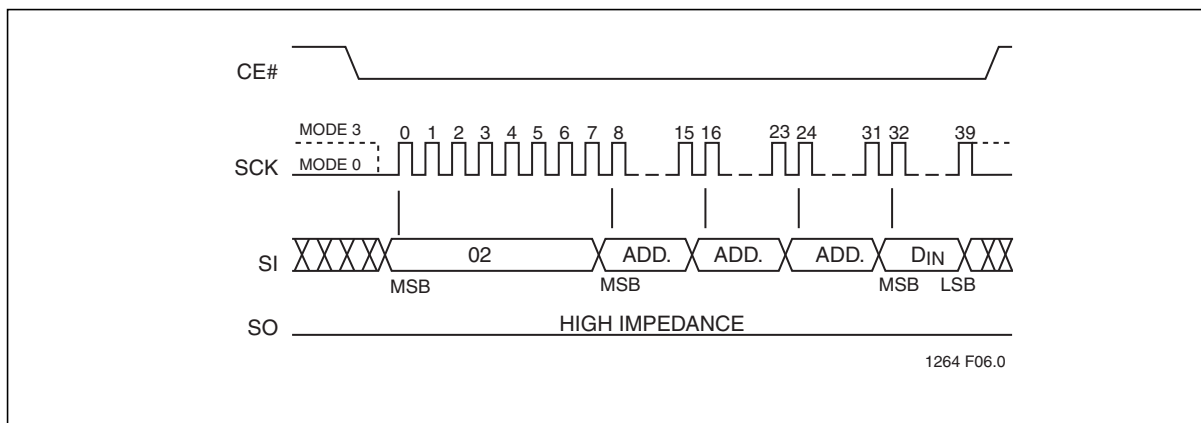 CE#
MODE 3
0 1 2 3 4 5 6 7 8 15 16 23 24 31 32 39
SCK
MODE 0
SI
02
ADD.
ADD.
ADD.
DIN
MSB
MSB
MSB
LSB
SO
HIGH IMPEDANCE
1264 F06.0